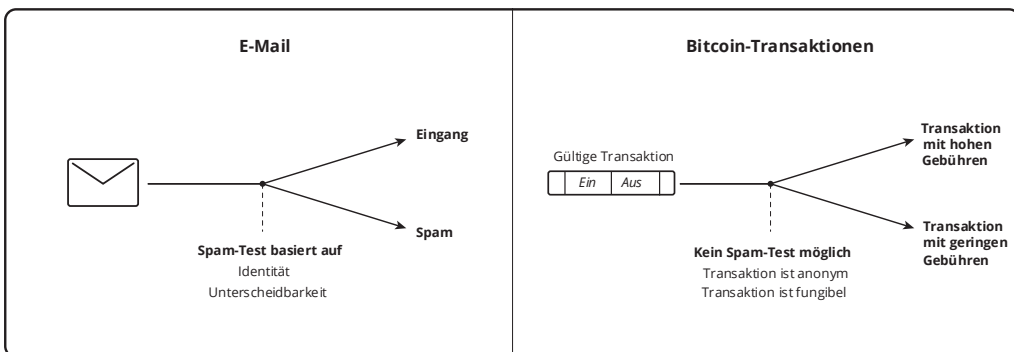 E-Mail
Eingang
Spam
Spam-Test basiert auf
Identität
Unterscheidbarkeit
Bitcoin-Transaktionen
Gültige Transaktion
Ein
Aus
Transaktion
mit hohen
Gebühren
Transaktion
mit geringen
Gebühren
Kein Spam-Test möglich
Transaktion ist anonym
Transaktion ist fungibel